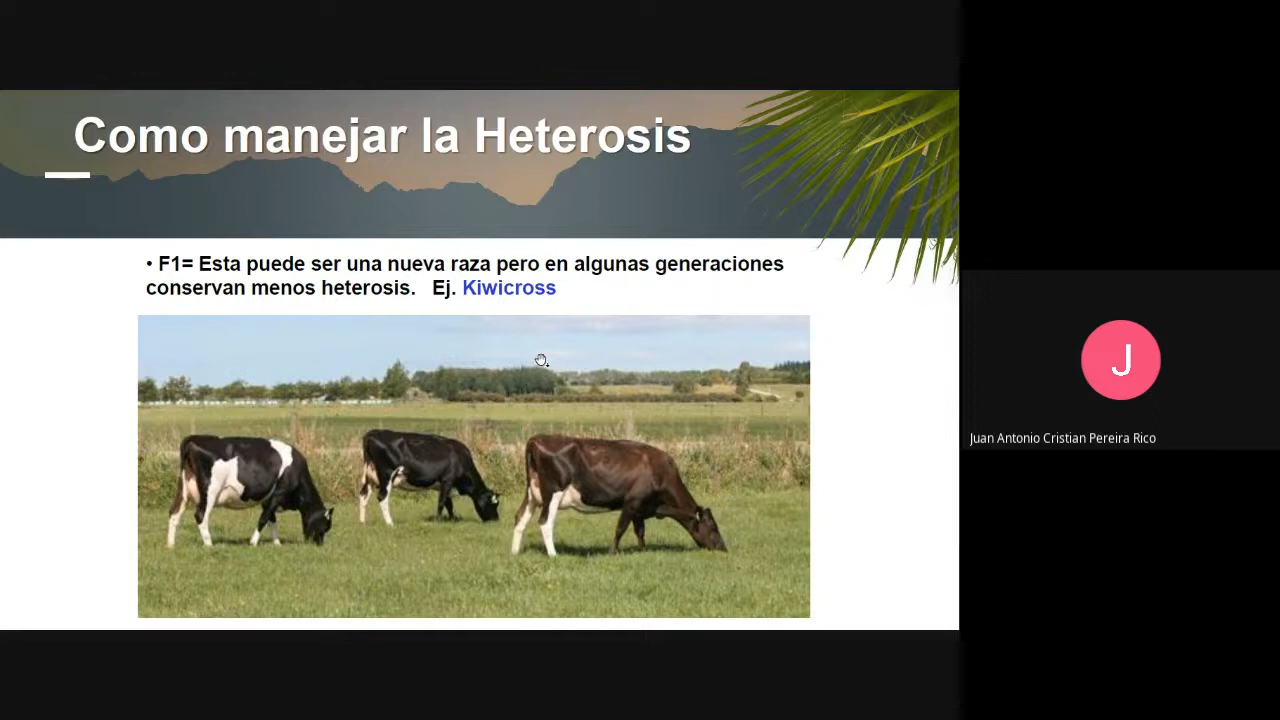 Como manejar la Heterosis
• F1= Esta puede ser una nueva raza pero en algunas generaciones
conservan menos heterosis. Ej. Kiwicross
J
Juan Antonio Cristian Pereira Rico